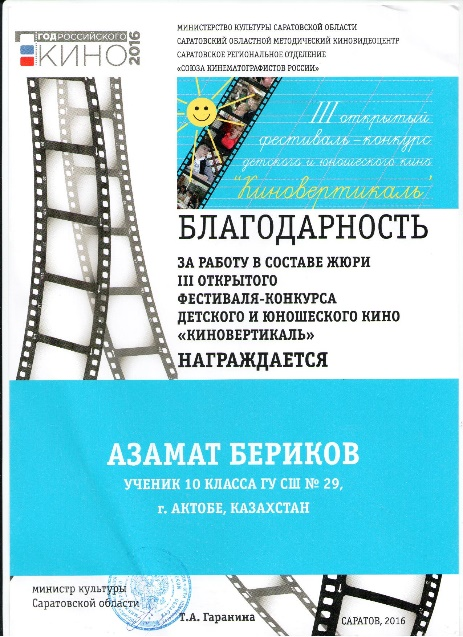 ГОД РОССИЙСКОГО
КИНО
2016
МИНИСТЕРСТВО КУЛЬТУРЫ САРАТОВСКОЙ ОБЛАСТИ
САРАТОВСКИЙ ОБЛАСТНОЙ МЕТОДИЧЕСКИЙ КИНОВИДЕОЦЕНТР
САРАТОВСКОЕ РЕГИОНАЛЬНОЕ ОТДЕЛЕНИЕ
«СОЮЗА КИНЕМАТОГРАФИСТОВ РОССИИ»
III открытый
фестиваль-конкурс
детского и юношеского кино
"Киновертикаль"
БЛАГОДАРНОСТЬ
ЗА РАБОТУ В СОСТАВЕ ЖЮРИ
III ОТКРЫТОГО
ФЕСТИВАЛЯ-КОНКУРСА
ДЕТСКОГО И ЮНОШЕСКОГО КИНО
«КИНОВЕРТИКАЛЬ»
НАГРАЖДАЕТСЯ
АЗАМАТ БЕРИКОВ
УЧЕНИК 10 КЛАССА ГУ СШ № 29,
г. АКТОБЕ, КАЗАХСТАН
министр культуры
Саратовской области
Т.А. Гаранина
САРАТОВ, 2016